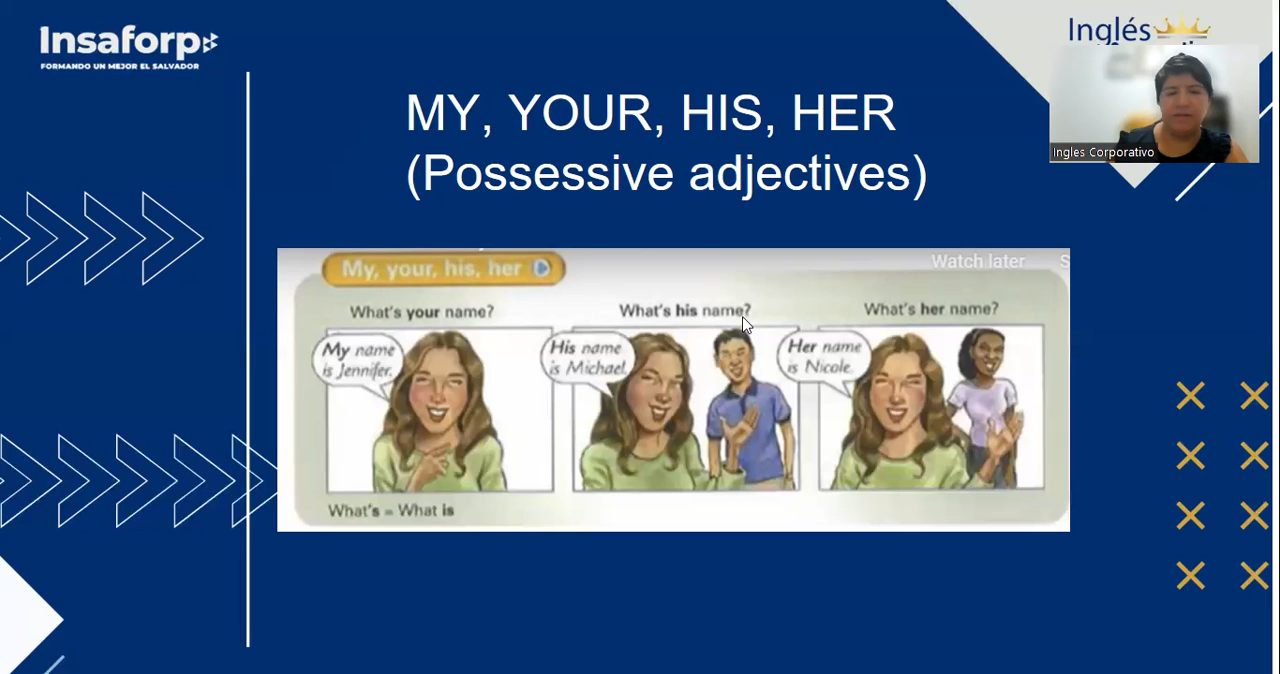 Insaforp
FORMANDO UN MEJOR EL SALVADOR
Inglés
Ingles Corporativo
MY, YOUR, HIS, HER
(Possessive adjectives)
My, your, his, her
Watch later
S
What's your name?
My name
is Jennifer.
What's his name?
His name
is Michael.
What's her name?
Her name
is Nicole.
What's = What is